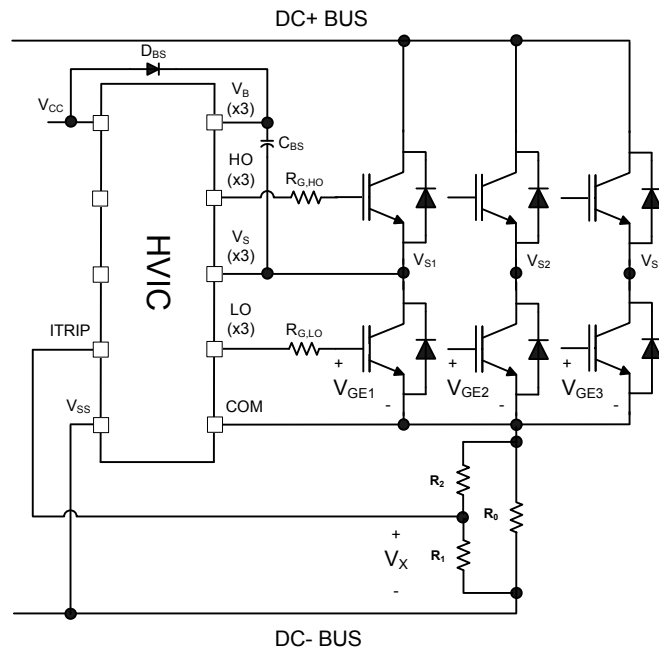 DC+ BUS
DBS
VCC
VB
(x3)
CBS
HO
(x3)
RG,HO
HVIC
VS
(x3)
VS1
VS2
VS
LO
(x3)
ITRIP
RG,LO
+
VGE1
-
+
VGE2
-
+
VGE3
-
VSS
COM
R2
R0
+
VX
-
R1
DC- BUS